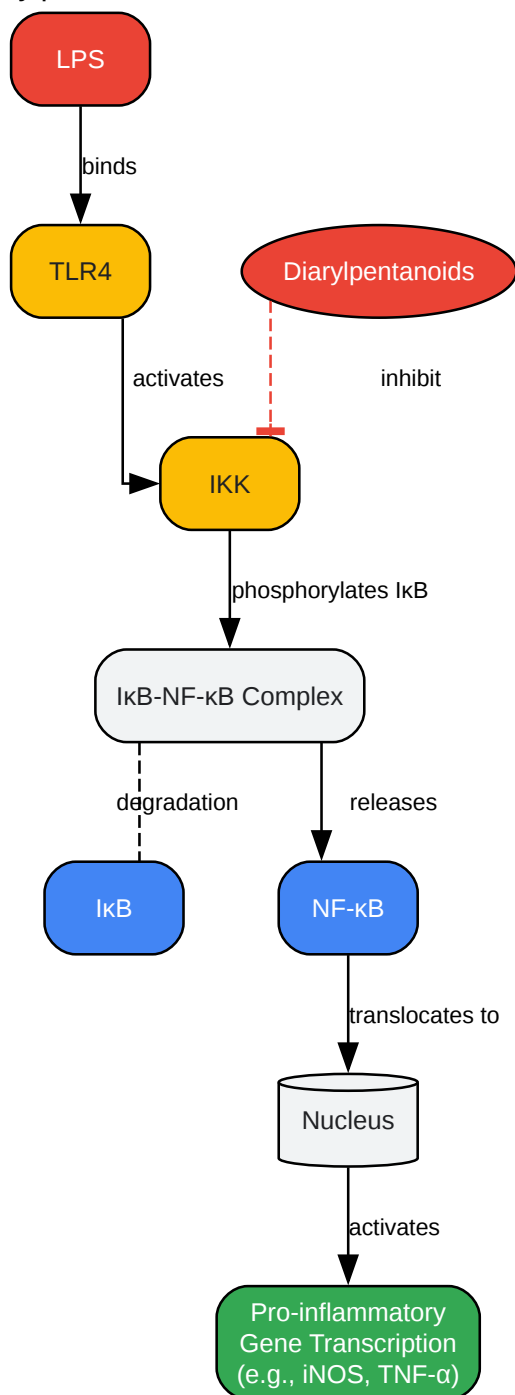 LPS
binds
TLR4
Diarylpentanoids
activates
inhibit
IKK
phosphorylates IκB
IκB-NF-κB Complex
degradation
releases
IκB
NF-κB
translocates to
Nucleus
activates
Pro-inflammatory
Gene Transcription
(e.g., iNOS, TNF-α)